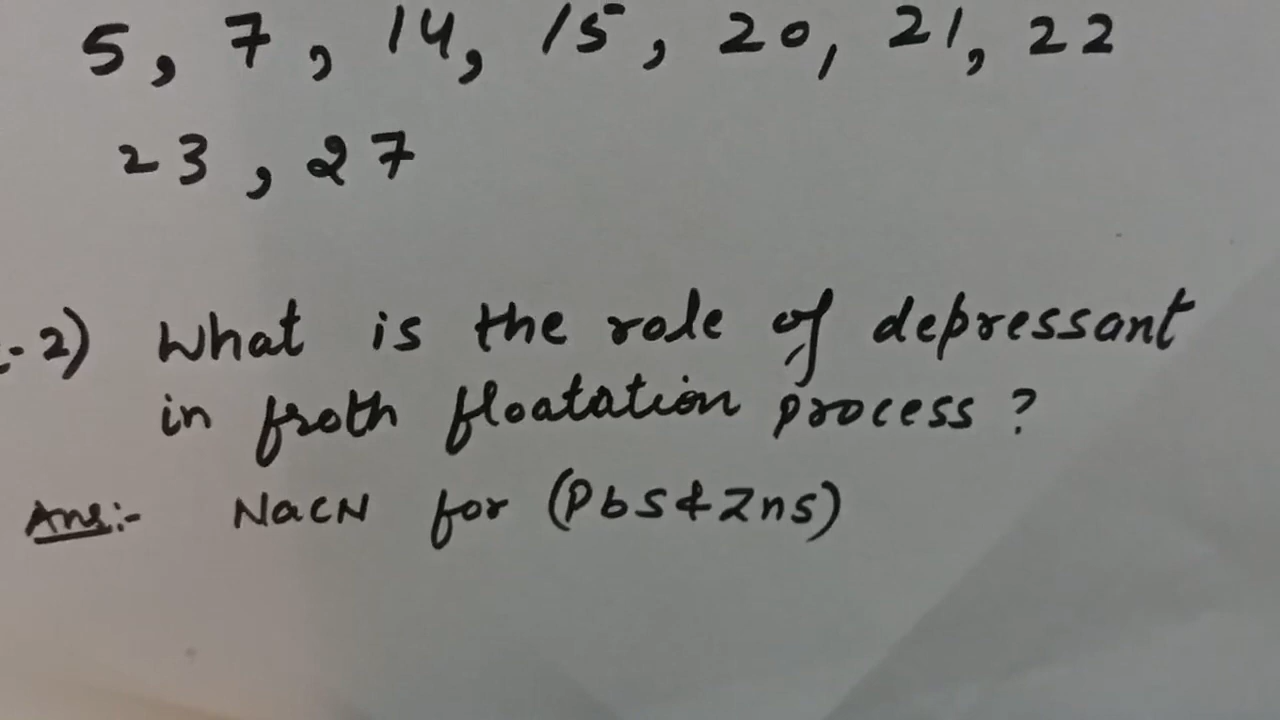 5, 7, 14, 15, 20, 21, 22
23, 27
.-2) What is the role of depressant
in froth floatation process?
Ans:- NaCN for (PbS & ZnS)